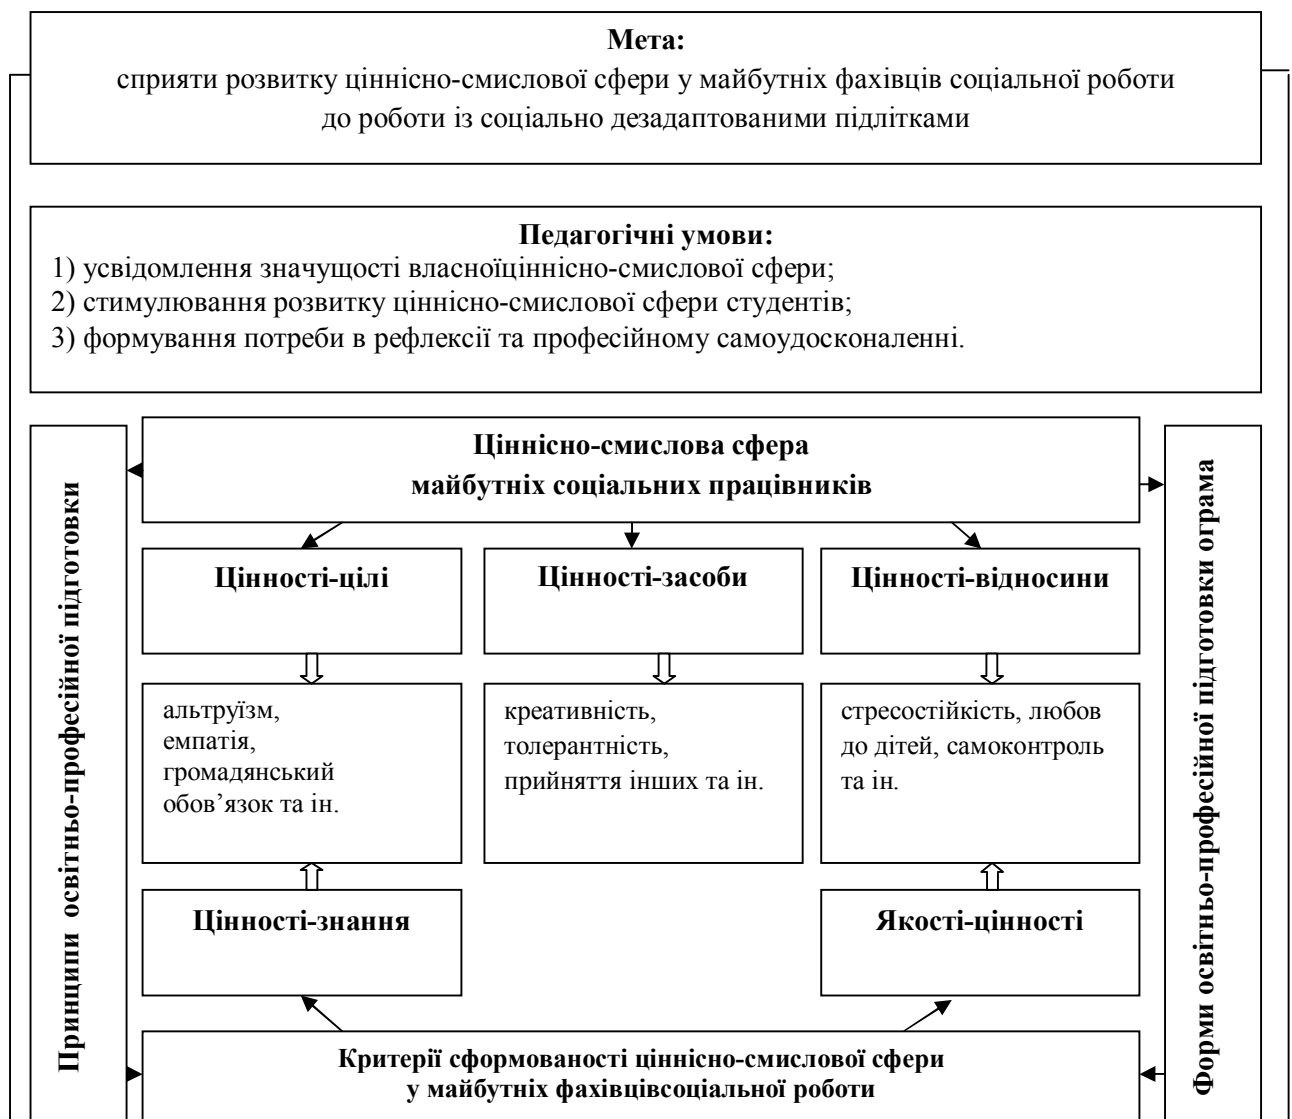 Мета:
сприяти розвитку ціннісно-смислової сфери у майбутніх фахівців соціальної роботи
до роботи із соціально дезадаптованими підлітками
Педагогічні умови:
1) усвідомлення значущості власноїціннісно-смислової сфери;
2) стимулювання розвитку ціннісно-смислової сфери студентів;
3) формування потреби в рефлексії та професійному самоудосконаленні.
Принципи освітньо-професійної підготовки
Ціннісно-смислова сфера
майбутніх соціальних працівників
Цінності-цілі
Цінності-засоби
Цінності-відносини
альтруїзм,
емпатія,
громадянський
обов’язок та ін.
креативність,
толерантність,
прийняття інших та ін.
стресостійкість, любов
до дітей, самоконтроль
та ін.
Цінності-знання
Якості-цінності
Критерії сформованості ціннісно-смислової сфери
у майбутніх фахівцівсоціальної роботи
Форми освітньо-професійної підготовки ограма